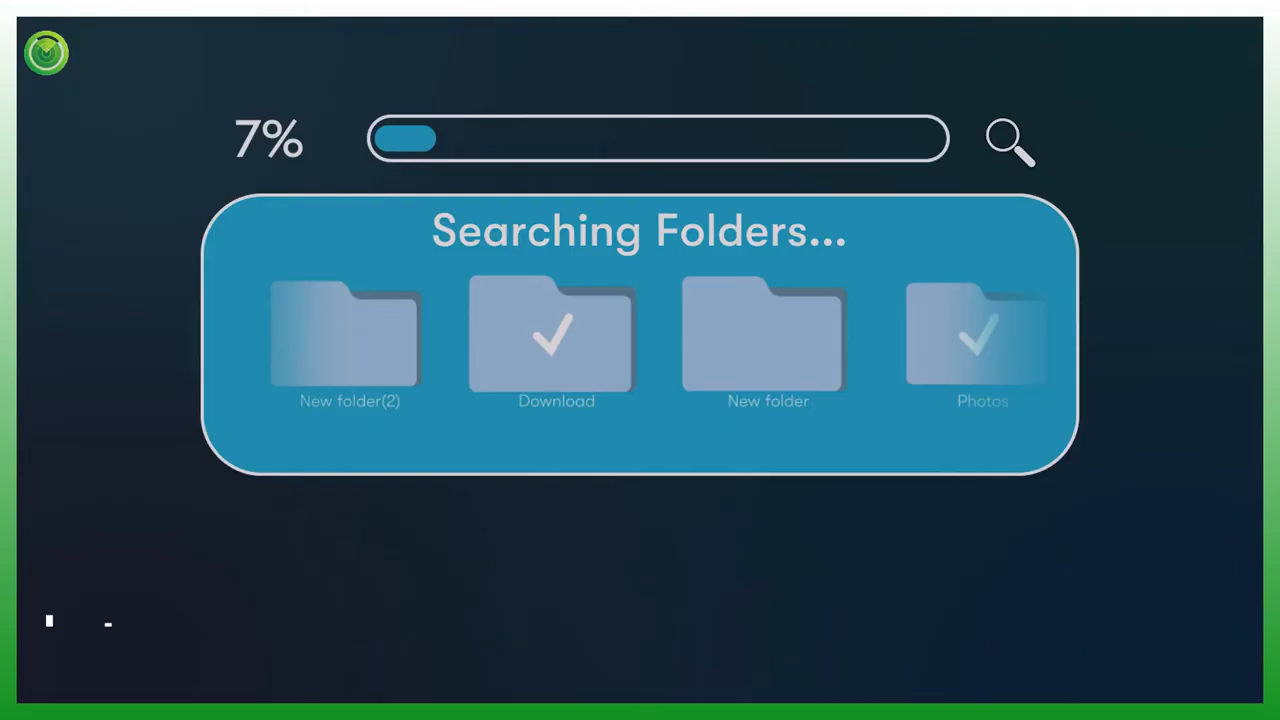 7%
Searching Folders...
New folder(2)
Download
New folder
Photos